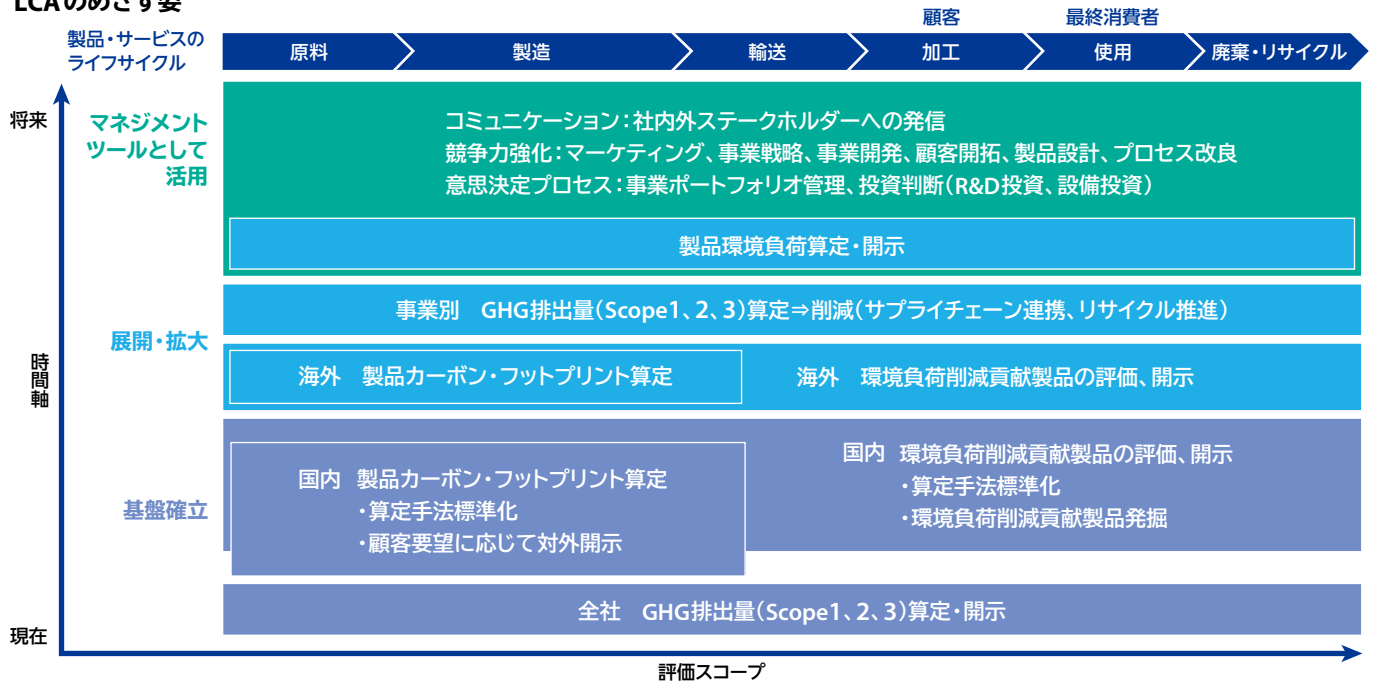 LCAのめざす姿
顧客
最終消費者
製品・サービスの
ライフサイクル
原料
製造
輸送
加工
使用
廃棄・リサイクル
将来
マネジメント
ツールとして
活用
コミュニケーション：社内外ステークホルダーへの発信
競争力強化：マーケティング、事業戦略、事業開発、顧客開拓、製品設計、プロセス改良
意思決定プロセス：事業ポートフォリオ管理、投資判断（R&D投資、設備投資）
製品環境負荷算定・開示
事業別　GHG排出量（Scope1、2、3）算定⇒削減（サプライチェーン連携、リサイクル推進）
展開・拡大
海外　製品カーボン・フットプリント算定
海外　環境負荷削減貢献製品の評価、開示
時間軸
基盤確立
国内　製品カーボン・フットプリント算定
・算定手法標準化
・顧客要望に応じて対外開示
国内　環境負荷削減貢献製品の評価、開示
・算定手法標準化
・環境負荷削減貢献製品発掘
全社　GHG排出量（Scope1、2、3）算定・開示
現在
評価スコープ